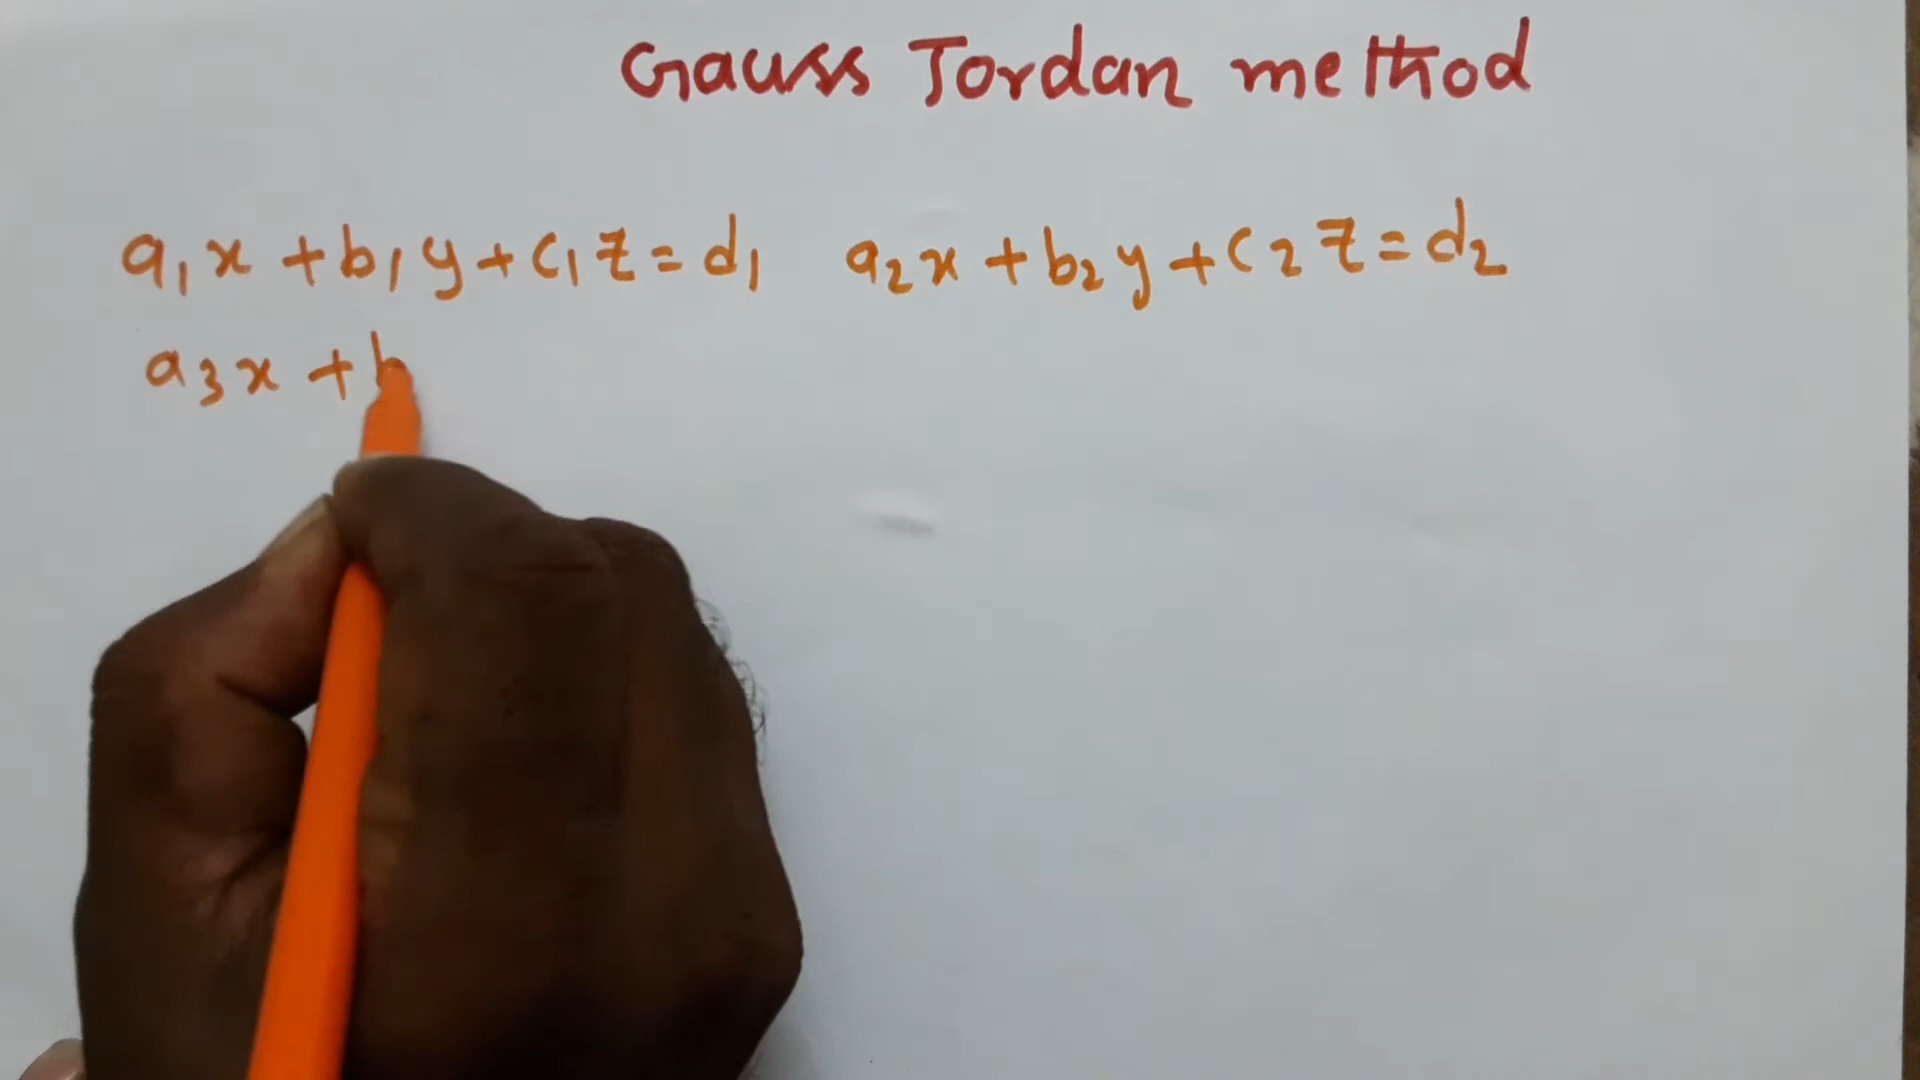 Gauss Jordan method
a₁x + b₁y + c₁z = d₁ a₂x + b₂y + c₂z = d₂
a₃x + b